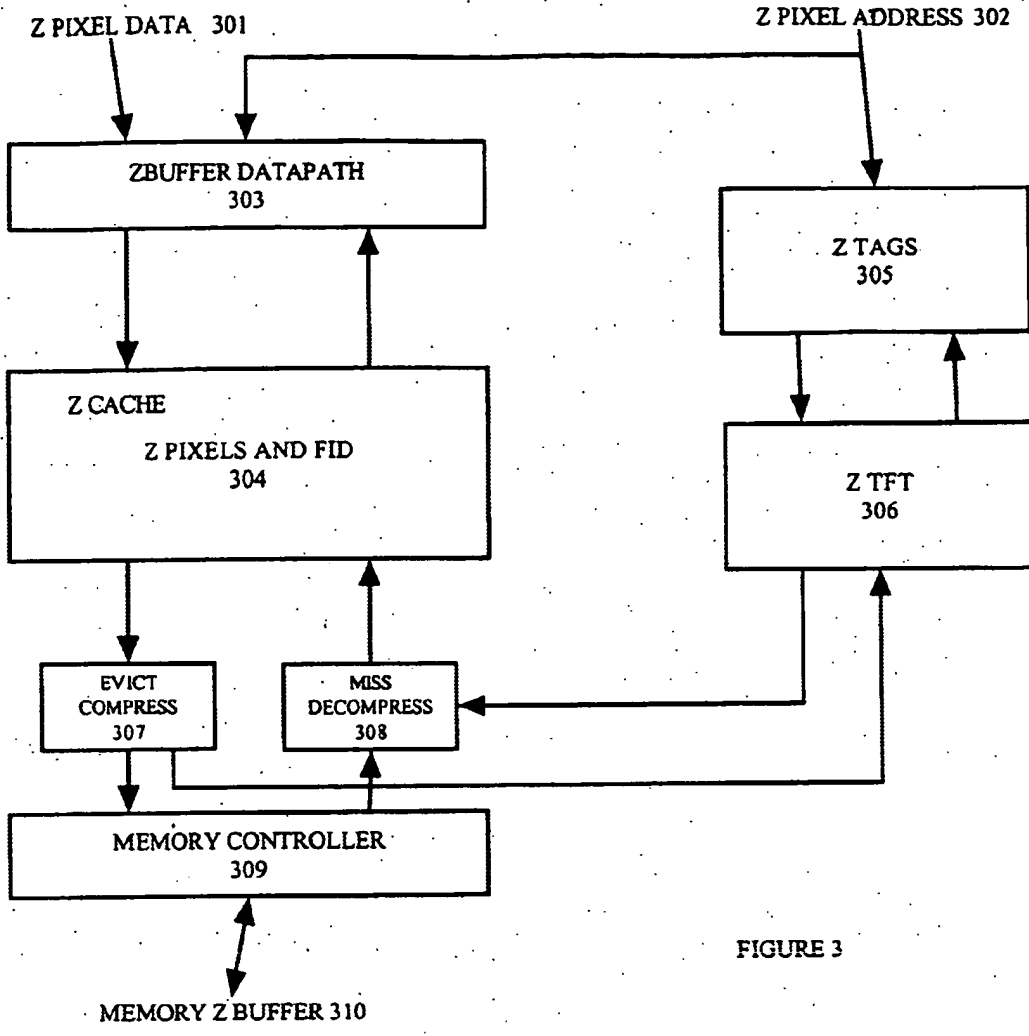 Z PIXEL DATA 301
Z PIXEL ADDRESS 302
ZBUFFER DATAPATH
303
Z TAGS
305
Z CACHE
Z PIXELS AND FID
304
Z TFT
306
EVICT
COMPRESS
307
MISS
DECOMPRESS
308
MEMORY CONTROLLER
309
FIGURE 3
MEMORY Z BUFFER 310